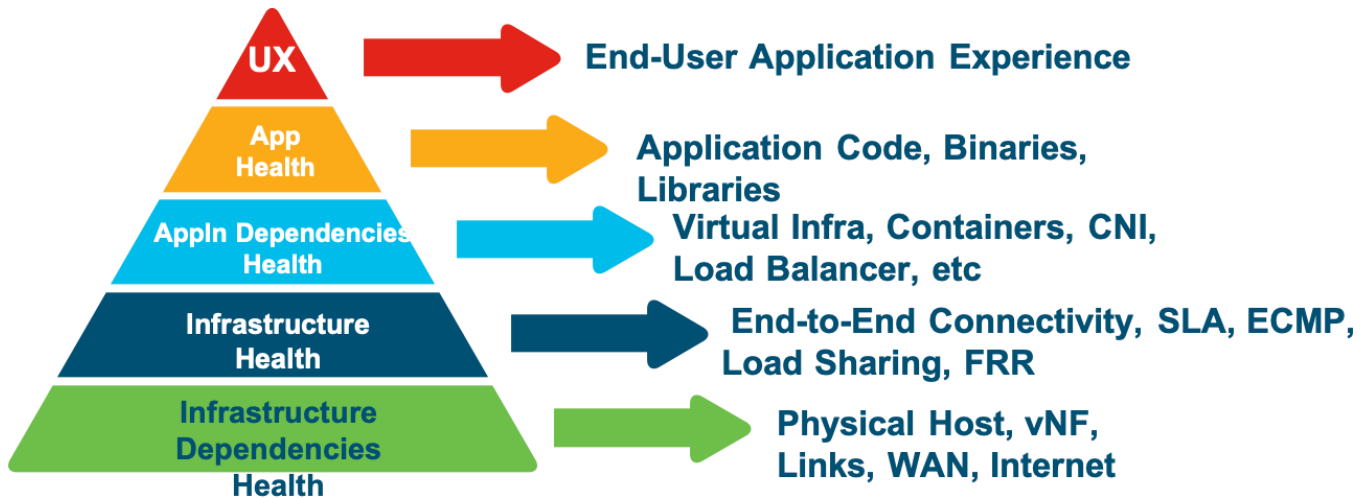 UX
End-User Application Experience
App
Health
Application Code, Binaries,
Libraries
AppIn Dependencies
Health
Virtual Infra, Containers, CNI,
Load Balancer, etc
Infrastructure
Health
End-to-End Connectivity, SLA, ECMP,
Load Sharing, FRR
Infrastructure
Dependencies
Health
Physical Host, vNF,
Links, WAN, Internet